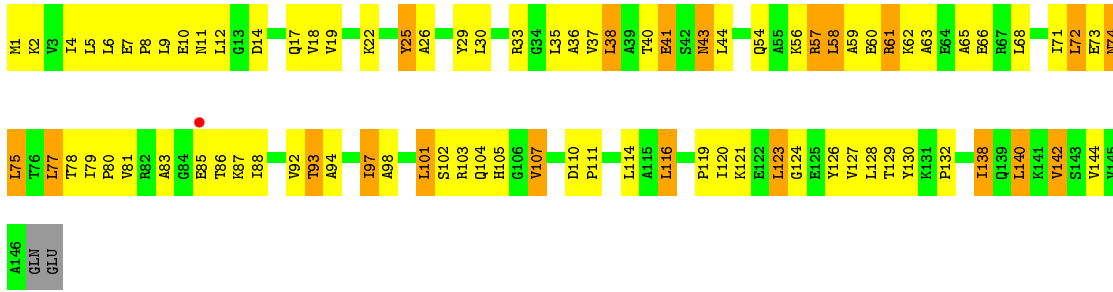 M1 K2 V3 I4 L5 L6 E7 P8 L9 E10 N11 L12 G13 D14 Q17 V18 V19 K22 Y25 A26 Y29 L30 R33 G34 L35 A36 V37 L38 A39 T40 E41 S42 N43 L44 Q54 A55 K56 R57 L58 A59 E60 R61 K62 A63 E64 A65 E66 R67 L68 I71 L72 E73 N74
L75 T76 L77 T78 I79 P80 V81 R82 A83 G84 E85 T86 K87 I88 V92 T93 A94 I97 A98 L101 S102 R103 Q104 H105 G106 V107 D110 P111 L114 A115 L116 P119 I120 K121 E122 L123 G124 E125 Y126 V127 L128 T129 Y130 K131 P132 I138 Q139 L140 K141 V142 S143 V144 V145
A146 GLN GLU